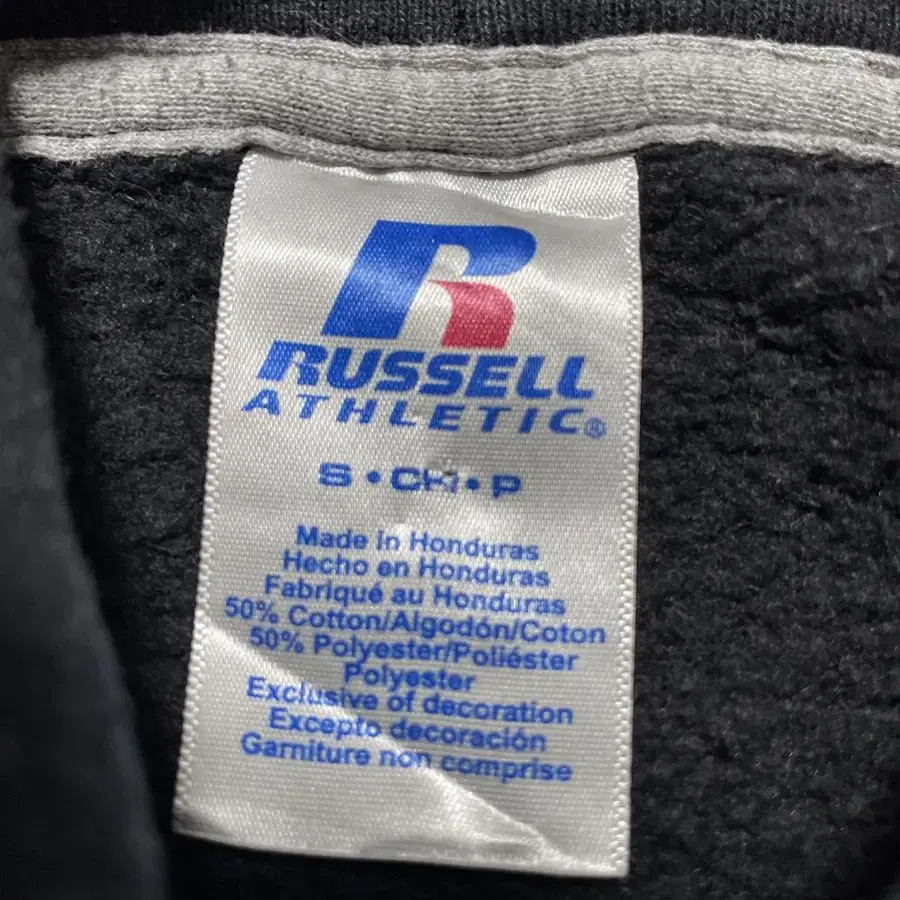 R
RUSSELL
ATHLETIC®
S • CH • P
Made in Honduras
Hecho en Honduras
Fabriqué au Honduras
50% Cotton/Algodón/Coton
50% Polyester/Poliéster
Polyester
Exclusive of decoration
Excepto decoración
Garniture non comprise